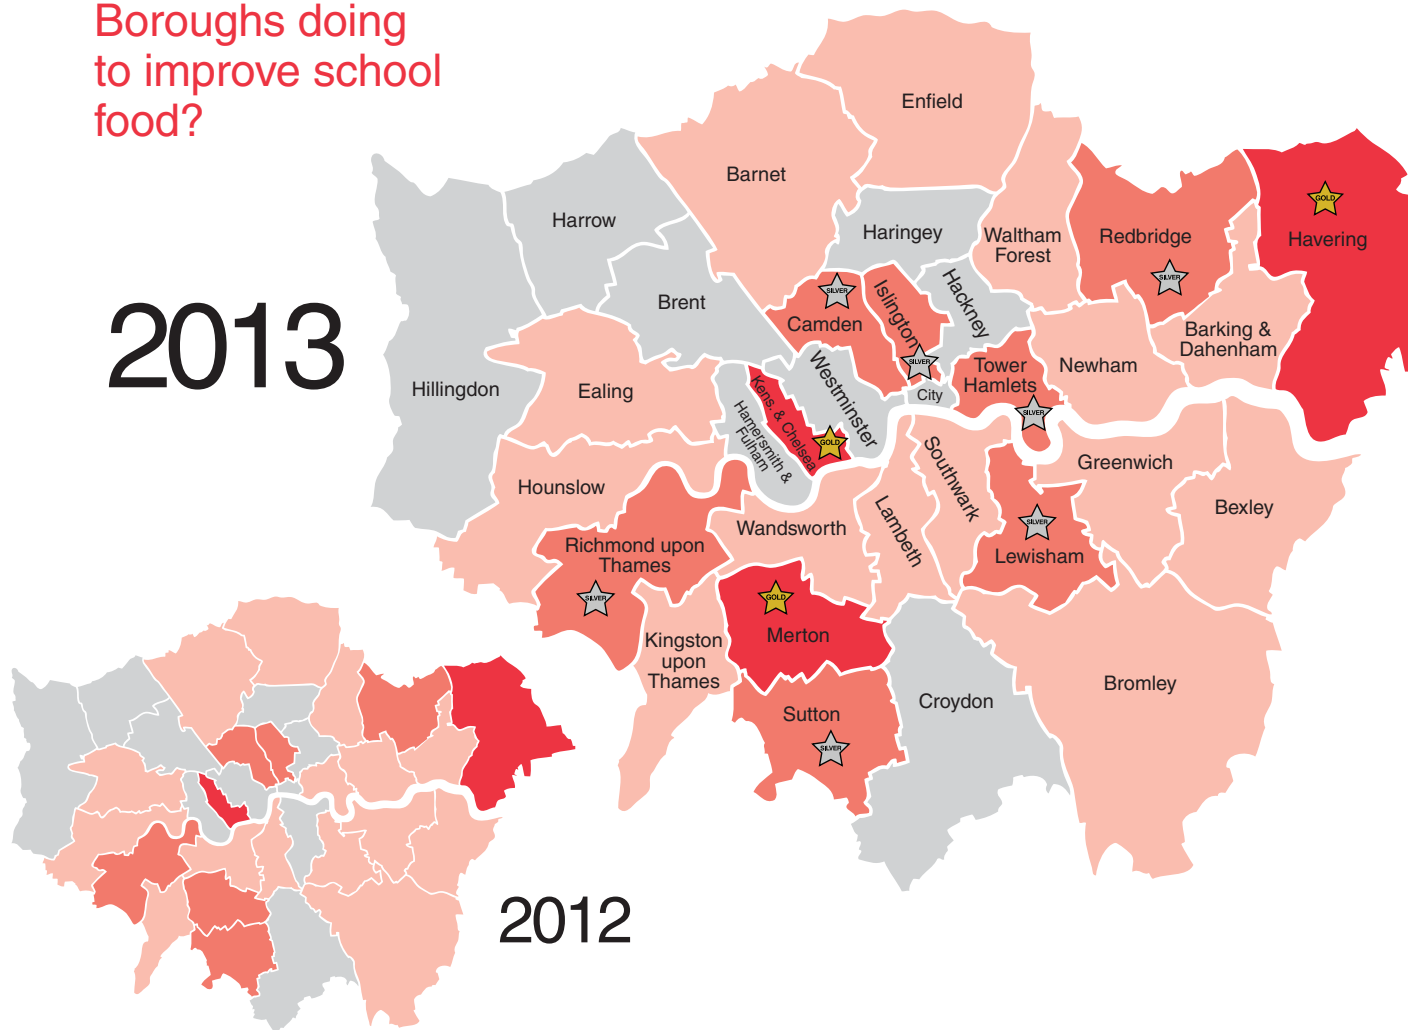 Boroughs doing
to improve school
food?
2013
2012
Enfield
Barnet
Harrow
Haringey
Waltham
Forest
Redbridge
SILVER
GOLD
Havering
Brent
SILVER
Camden
Islington
SILVER
Hackney
Hillingdon
Ealing
Westminster
City
Tower
Hamlets
SILVER
Newham
Barking &
Dahenham
Kens. & Chelsea
GOLD
Hamersmith &
Fulham
Hounslow
Richmond upon
Thames
SILVER
Wandsworth
Lambeth
Southwark
Greenwich
Bexley
SILVER
Lewisham
GOLD
Merton
Kingston
upon
Thames
Sutton
SILVER
Croydon
Bromley